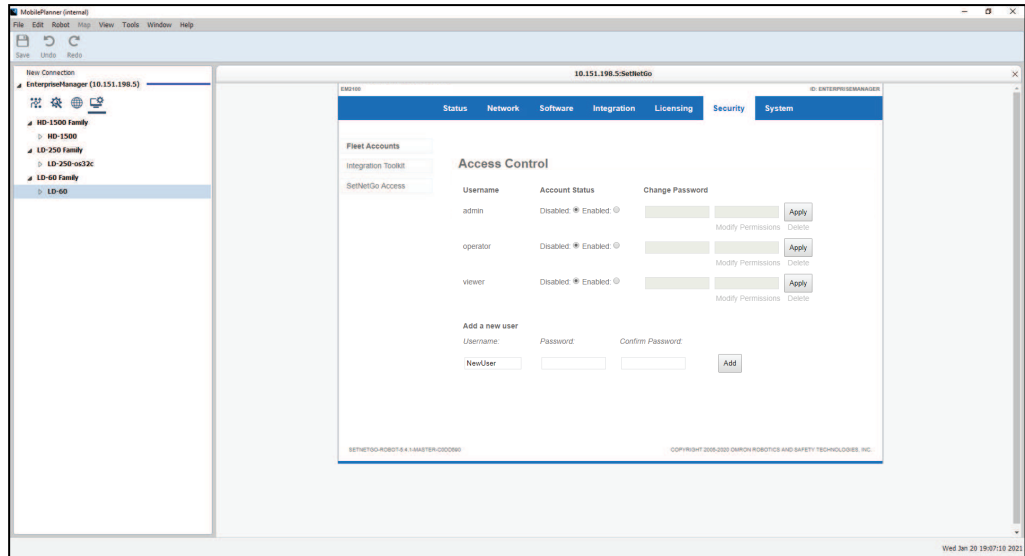 MobilePlanner (internal)
File Edit Robot Map View Tools Window Help
Save Undo Redo
New Connection
EnterpriseManager (10.151.198.5)
HD-1500 Family
HD-1500
LD-250 Family
LD-250-os32c
LD-60 Family
LD-60
10.151.198.5:SetNetGo
EM2100 ID: ENTERPRISEMANAGER
Status Network Software Integration Licensing Security System
Fleet Accounts
Integration Toolkit
SetNetGo Access
Access Control
Username Account Status Change Password
admin Disabled: Enabled: Apply
Modify Permissions Delete
operator Disabled: Enabled: Apply
Modify Permissions Delete
viewer Disabled: Enabled: Apply
Modify Permissions Delete
Add a new user
Username: Password: Confirm Password:
NewUser Add
COPYRIGHT 2005-2020 OMRON ROBOTICS AND SAFETY TECHNOLOGIES, INC.
Wed Jan 20 19:07:10 2021